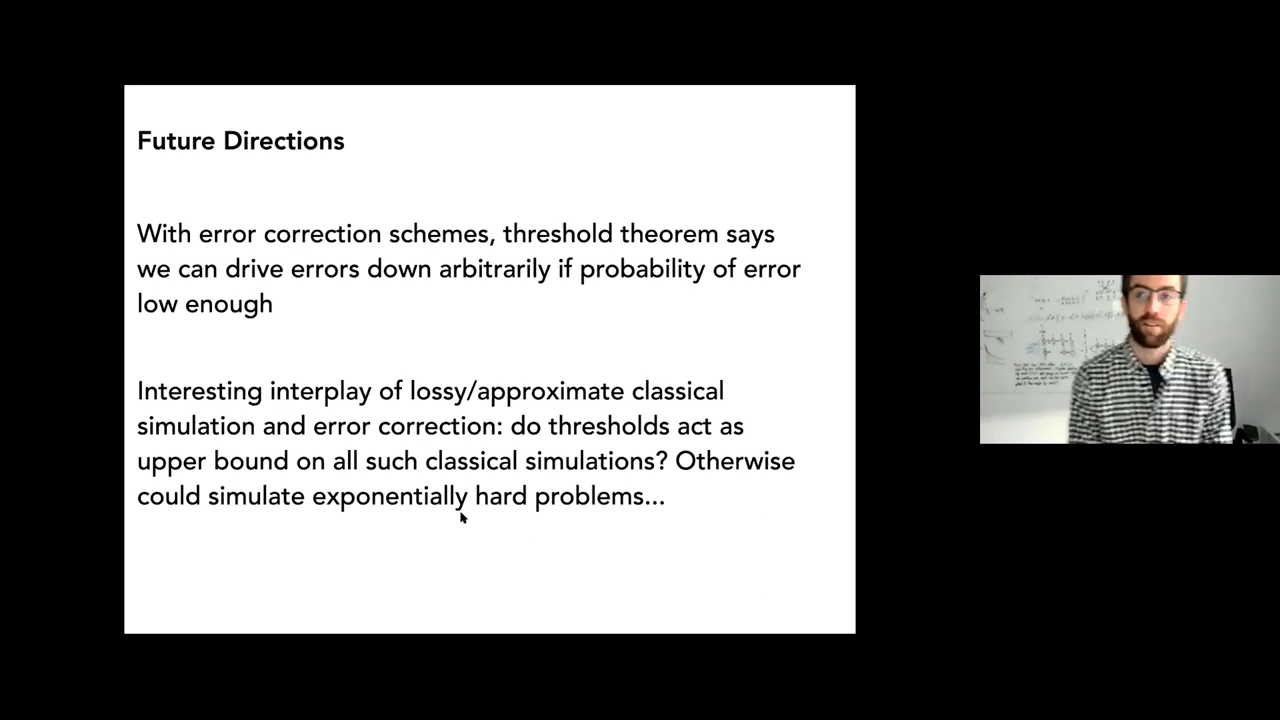 Future Directions
With error correction schemes, threshold theorem says
we can drive errors down arbitrarily if probability of error
low enough
Interesting interplay of lossy/approximate classical
simulation and error correction: do thresholds act as
upper bound on all such classical simulations? Otherwise
could simulate exponentially hard problems...